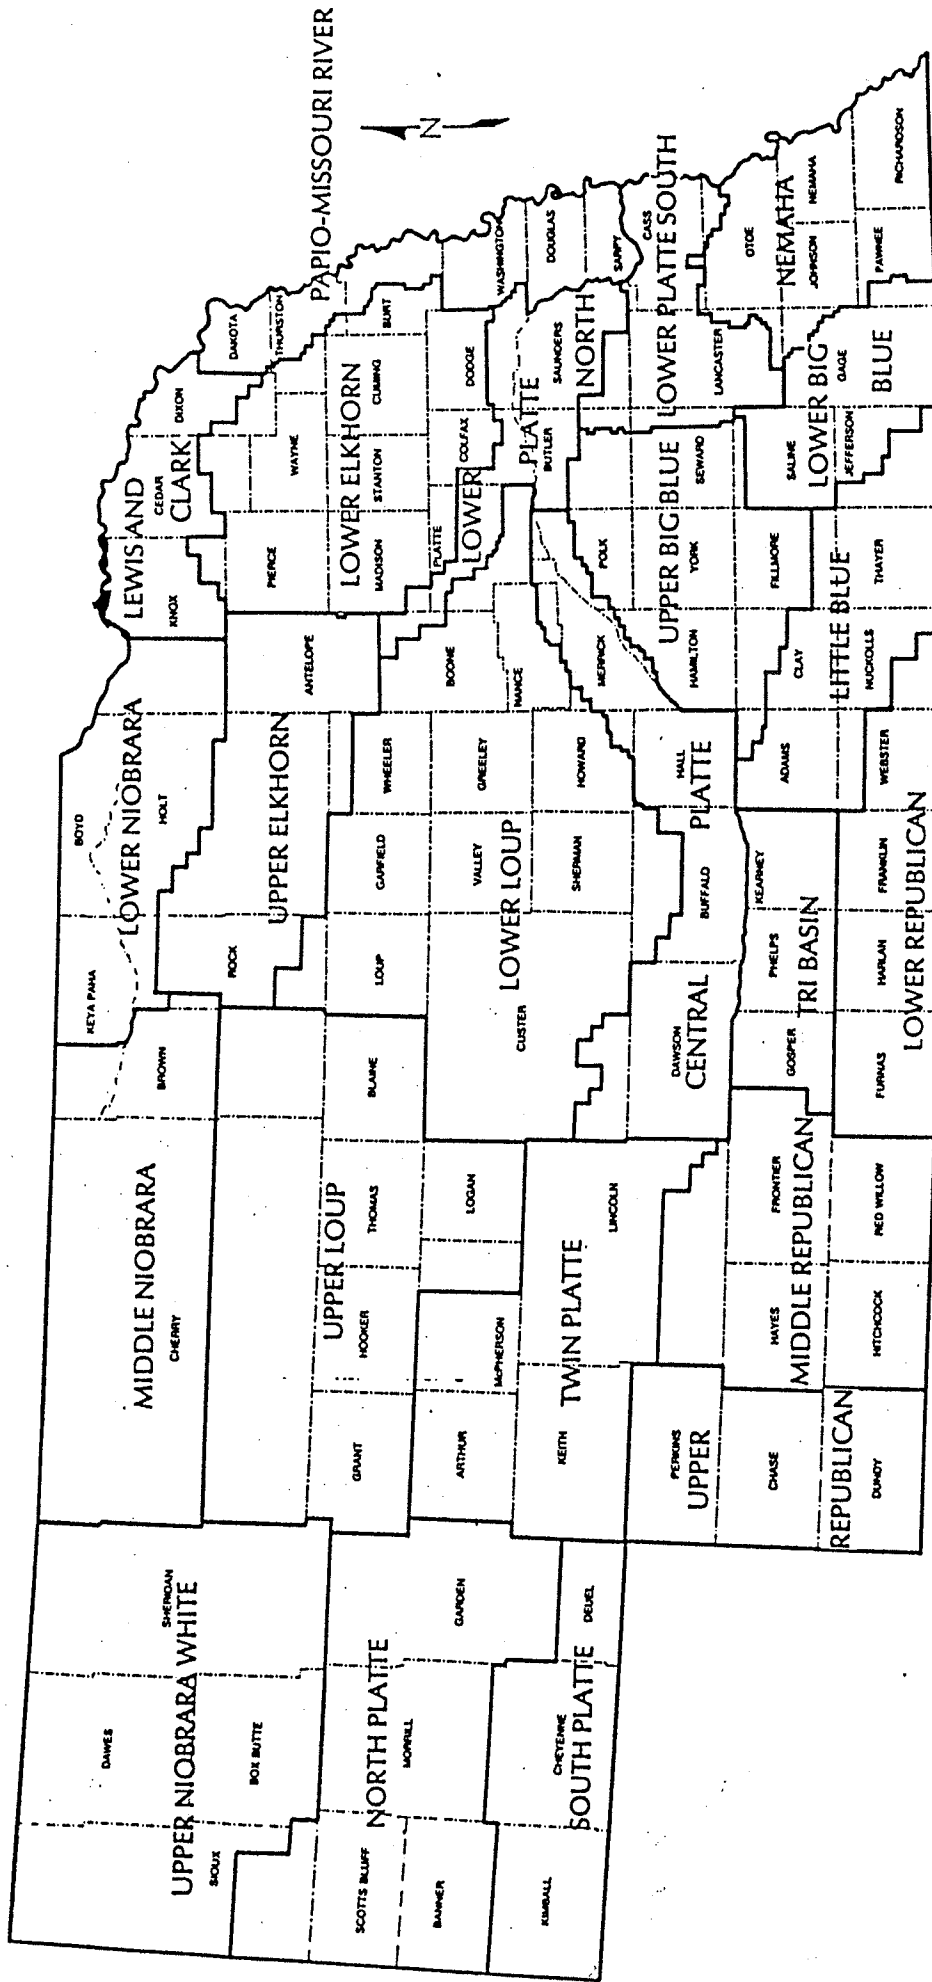 PAPIO-MISSOURI RIVER
N
LEWIS AND
CLARK
LOWER NIOBRARA
MIDDLE NIOBRARA
UPPER NIOBRARA WHITE
UPPER ELKHORN
LOWER ELKHORN
UPPER LOUP
LOWER LOUP
LOWER
PLATTE
NORTH
NORTH PLATTE
SOUTH PLATTE
TWIN PLATTE
CENTRAL
PLATTE
UPPER BIG BLUE
LOWER PLATTE SOUTH
NEMAHA
LOWER BIG
BLUE
LITTLE BLUE
TRI BASIN
UPPER
REPUBLICAN
MIDDLE REPUBLICAN
LOWER REPUBLICAN
SIOUX
DAWES
BOX BUTTE
SHERIDAN
SCOTTS BLUFF
BANNER
KIMBALL
MORRILL
CHEYENNE
GARDEN
DEUEL
CHERRY
GRANT
HOOKER
THOMAS
BLAINE
ARTHUR
McPHERSON
LOGAN
KEITH
LINCOLN
PERKINS
CHASE
DUNDY
HAYES
FRONTIER
HITCHCOCK
RED WILLOW
KEYA PAHA
BROWN
ROCK
BOYD
HOLT
LOUP
GARFIELD
WHEELER
CUSTER
VALLEY
GREELEY
SHERMAN
HOWARD
DAWSON
BUFFALO
HALL
GOSPER
PHELPS
KEARNEY
ADAMS
FURNAS
HARLAN
FRANKLIN
WEBSTER
KNOX
CEDAR
DIXON
DAKOTA
THURSTON
ANTELOPE
PIERCE
WAYNE
BOONE
MADISON
STANTON
CUMING
BURT
NANCE
PLATTE
COLFAX
DODGE
WASHINGTON
MERRICK
POLK
BUTLER
SAUNDERS
DOUGLAS
SARPY
HAMILTON
YORK
SEWARD
LANCASTER
CASS
OTOE
CLAY
FILLMORE
SALINE
GAGE
JOHNSON
NEMAHA
NUCKOLLS
THAYER
JEFFERSON
PAWNEE
RICHARDSON